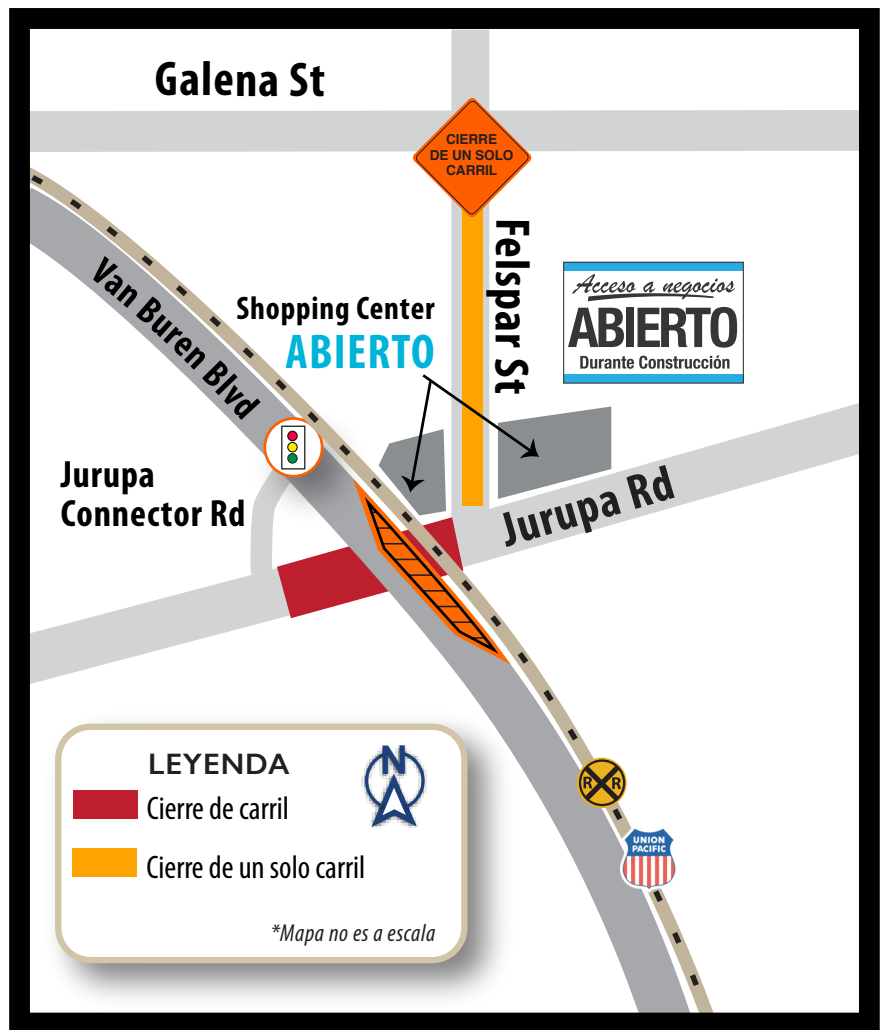 Galena St
CIERRE
DE UN SOLO
CARRIL
Felspar St
Van Buren Blvd
Shopping Center
ABIERTO
Acceso a negocios
ABIERTO
Durante Construcción
Jurupa
Connector Rd
Jurupa Rd
LEYENDA
N
Cierre de carril
Cierre de un solo carril
*Mapa no es a escala
R R
UNION
PACIFIC